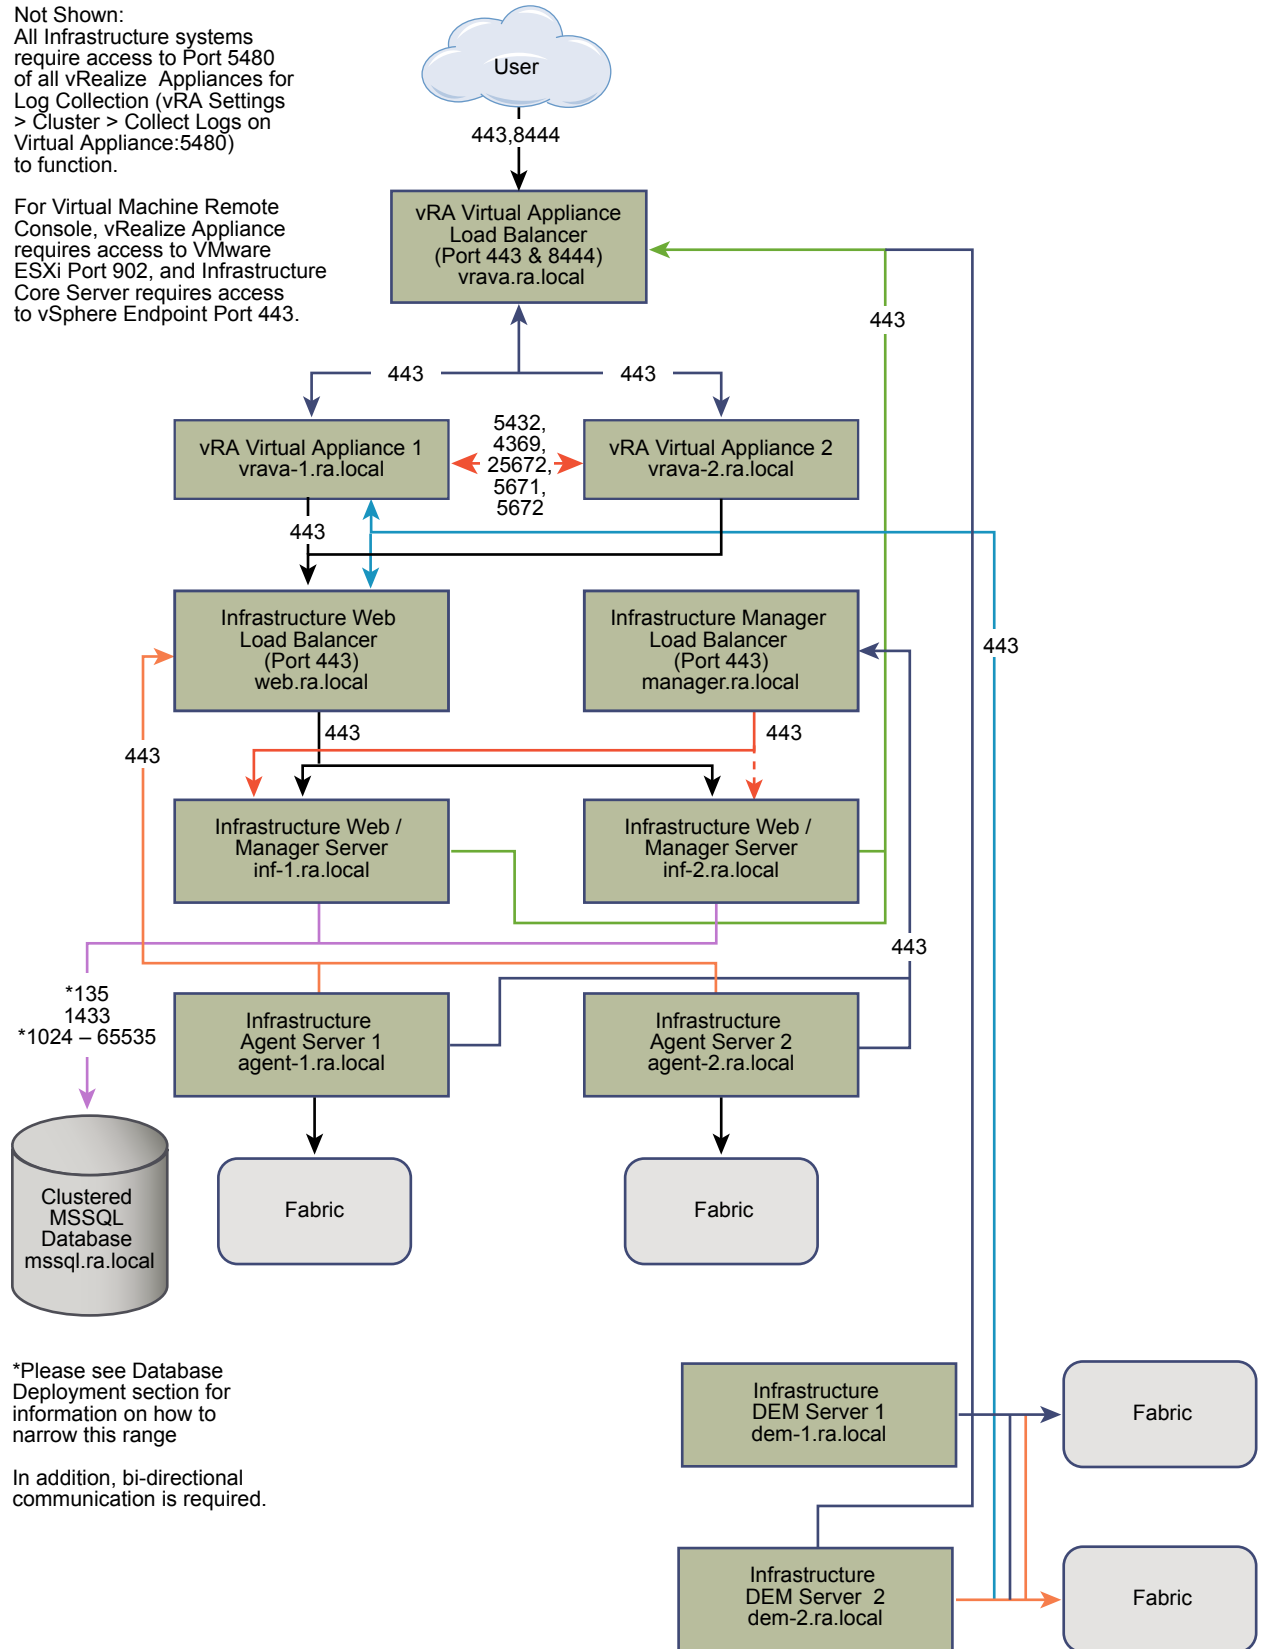 Not Shown:
All Infrastructure systems
require access to Port 5480
of all vRealize Appliances for
Log Collection (vRA Settings
> Cluster > Collect Logs on
Virtual Appliance:5480)
to function.
For Virtual Machine Remote
Console, vRealize Appliance
requires access to VMware
ESXi Port 902, and Infrastructure
Core Server requires access
to vSphere Endpoint Port 443.
User
443,8444
vRA Virtual Appliance
Load Balancer
(Port 443 & 8444)
vrava.ra.local
443
443
443
vRA Virtual Appliance 1
vrava-1.ra.local
5432,
4369,
25672,
5671,
5672
vRA Virtual Appliance 2
vrava-2.ra.local
443
Infrastructure Web
Load Balancer
(Port 443)
web.ra.local
Infrastructure Manager
Load Balancer
(Port 443)
manager.ra.local
443
443
443
443
Infrastructure Web /
Manager Server
inf-1.ra.local
Infrastructure Web /
Manager Server
inf-2.ra.local
443
*135
1433
*1024 – 65535
Infrastructure
Agent Server 1
agent-1.ra.local
Infrastructure
Agent Server 2
agent-2.ra.local
Clustered
MSSQL
Database
mssql.ra.local
Fabric
Fabric
*Please see Database
Deployment section for
information on how to
narrow this range
In addition, bi-directional
communication is required.
Infrastructure
DEM Server 1
dem-1.ra.local
Fabric
Infrastructure
DEM Server 2
dem-2.ra.local
Fabric